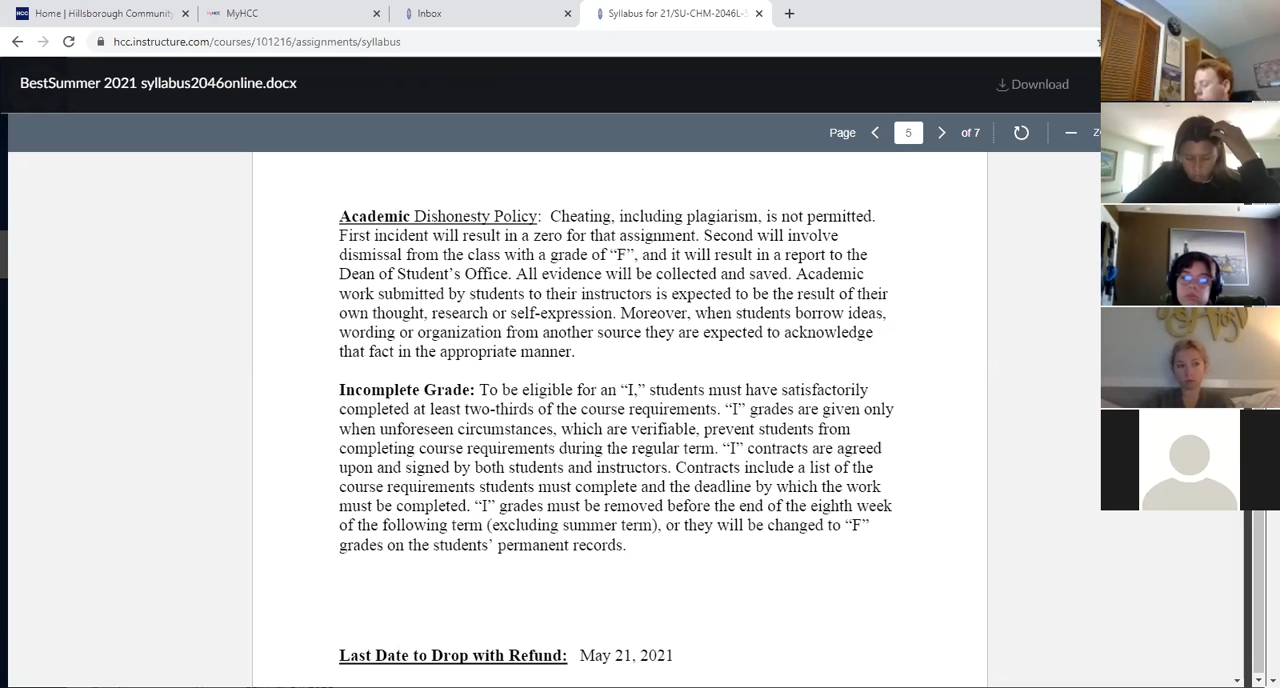 Home | Hillsborough Community
MyHCC
Inbox
Syllabus for 21/SU-CHM-2046L-
hcc.instructure.com/courses/101216/assignments/syllabus
BestSummer 2021 syllabus2046online.docx
Download
Page 5 of 7
Academic Dishonesty Policy: Cheating, including plagiarism, is not permitted.
First incident will result in a zero for that assignment. Second will involve
dismissal from the class with a grade of “F”, and it will result in a report to the
Dean of Student’s Office. All evidence will be collected and saved. Academic
work submitted by students to their instructors is expected to be the result of their
own thought, research or self-expression. Moreover, when students borrow ideas,
wording or organization from another source they are expected to acknowledge
that fact in the appropriate manner.
Incomplete Grade: To be eligible for an “I,” students must have satisfactorily
completed at least two-thirds of the course requirements. “I” grades are given only
when unforeseen circumstances, which are verifiable, prevent students from
completing course requirements during the regular term. “I” contracts are agreed
upon and signed by both students and instructors. Contracts include a list of the
course requirements students must complete and the deadline by which the work
must be completed. “I” grades must be removed before the end of the eighth week
of the following term (excluding summer term), or they will be changed to “F”
grades on the students’ permanent records.
Last Date to Drop with Refund: May 21, 2021